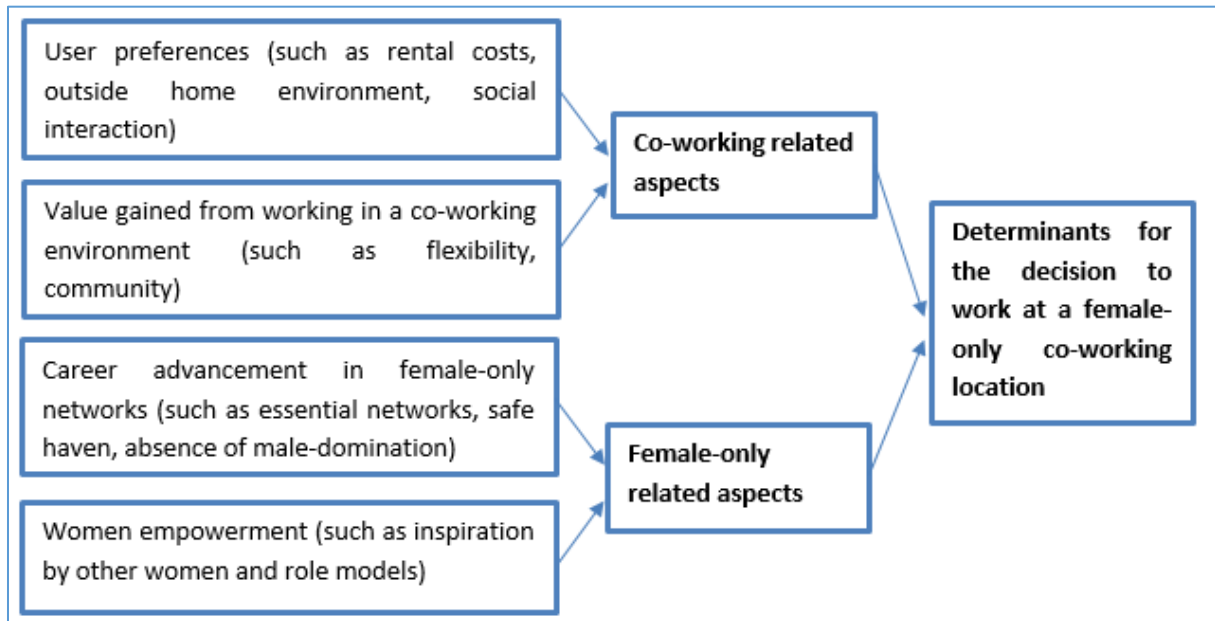 User preferences (such as rental costs,
outside home environment, social
interaction)
Value gained from working in a co-working
environment (such as flexibility,
community)
Career advancement in female-only
networks (such as essential networks, safe
haven, absence of male-domination)
Women empowerment (such as inspiration
by other women and role models)
Co-working related
aspects
Female-only
related aspects
Determinants for
the decision to
work at a female-
only co-working
location